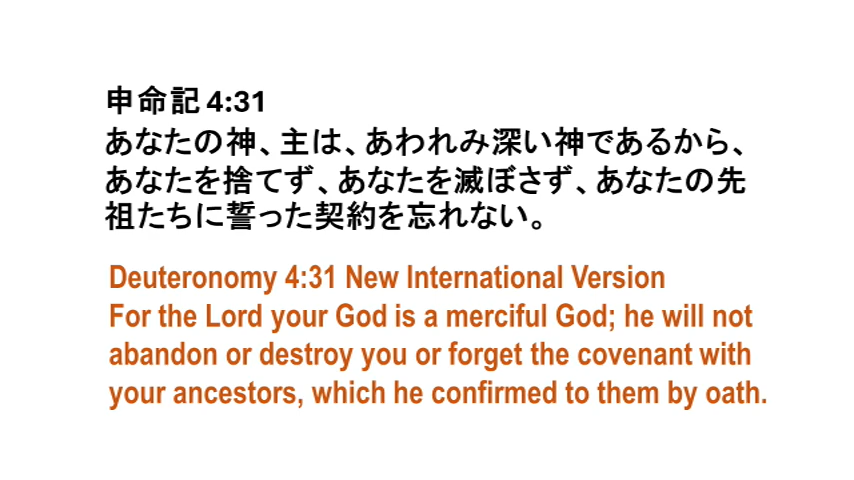 申命記 4:31
あなたの神、主は、あわれみ深い神であるから、
あなたを捨てず、あなたを滅ぼさず、あなたの先
祖たちに誓った契約を忘れない。
Deuteronomy 4:31 New International Version
For the Lord your God is a merciful God; he will not
abandon or destroy you or forget the covenant with
your ancestors, which he confirmed to them by oath.